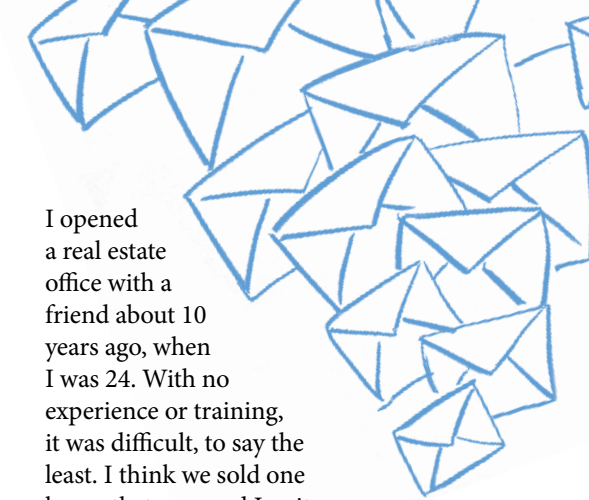 I opened
a real estate
office with a
friend about 10
years ago, when
I was 24. With no
experience or training,
it was difficult, to say the
least. I think we sold one